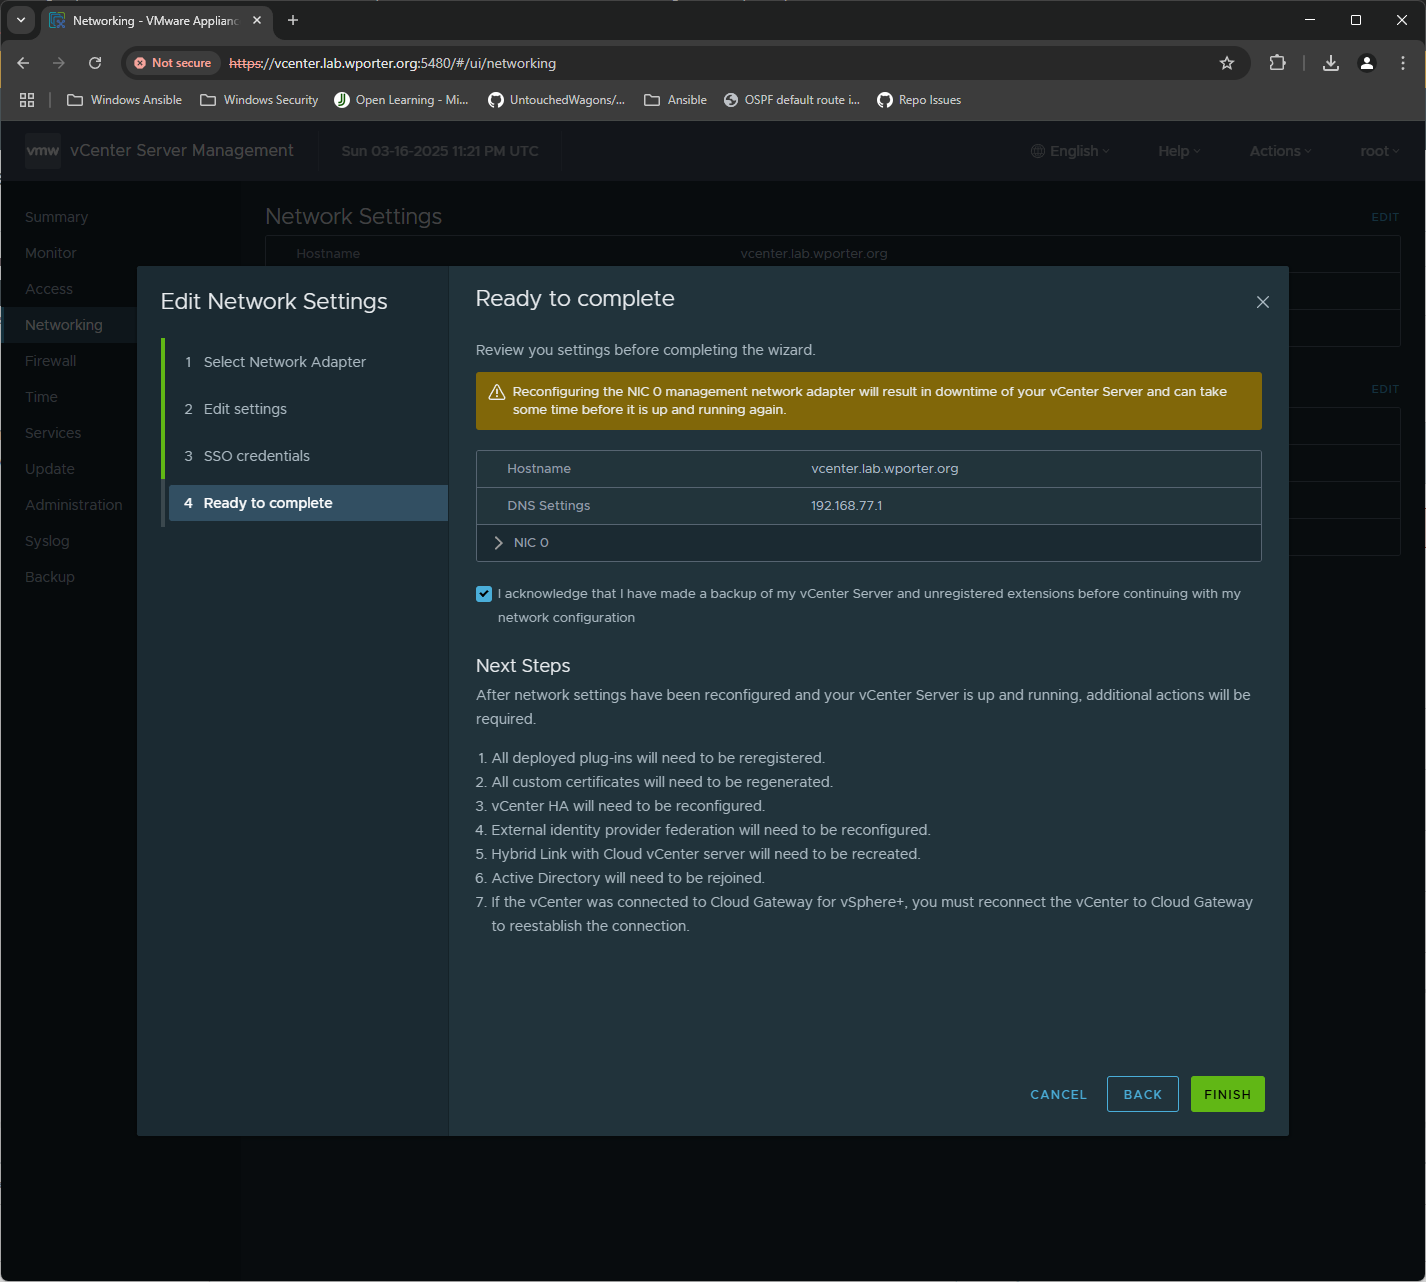 Networking - VMware Applianc
Not secure
https://vcenter.lab.wporter.org:5480/#/ui/networking
Windows Ansible
Windows Security
Open Learning - Mi...
UntouchedWagons/...
Ansible
OSPF default route i...
Repo Issues
vmw
vCenter Server Management
Sun 03-16-2025 11:21 PM UTC
English
Help
Actions
root
Summary
Monitor
Access
Networking
Firewall
Time
Services
Update
Administration
Syslog
Backup
Network Settings
EDIT
Hostname
vcenter.lab.wporter.org
EDIT
Edit Network Settings
1 Select Network Adapter
2 Edit settings
3 SSO credentials
4 Ready to complete
Ready to complete
Review you settings before completing the wizard.
Reconfiguring the NIC 0 management network adapter will result in downtime of your vCenter Server and can take
some time before it is up and running again.
Hostname
vcenter.lab.wporter.org
DNS Settings
192.168.77.1
NIC 0
I acknowledge that I have made a backup of my vCenter Server and unregistered extensions before continuing with my
network configuration
Next Steps
After network settings have been reconfigured and your vCenter Server is up and running, additional actions will be
required.
1. All deployed plug-ins will need to be reregistered.
2. All custom certificates will need to be regenerated.
3. vCenter HA will need to be reconfigured.
4. External identity provider federation will need to be reconfigured.
5. Hybrid Link with Cloud vCenter server will need to be recreated.
6. Active Directory will need to be rejoined.
7. If the vCenter was connected to Cloud Gateway for vSphere+, you must reconnect the vCenter to Cloud Gateway
to reestablish the connection.
CANCEL
BACK
FINISH